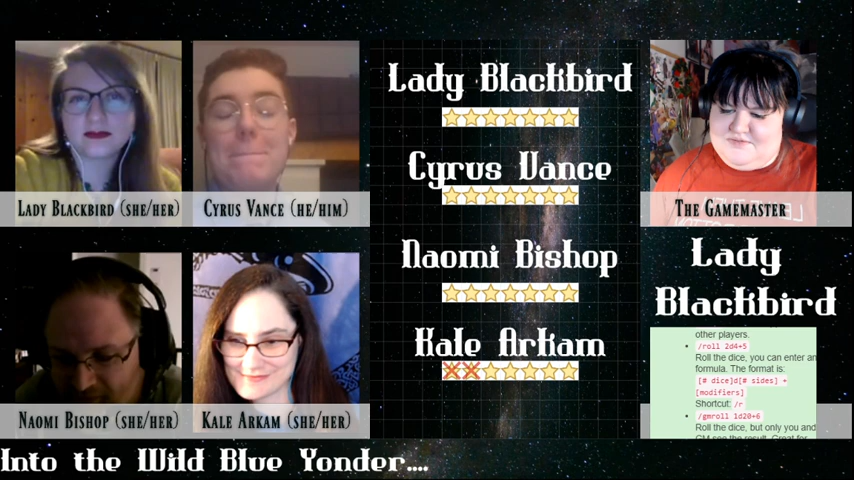 Lady Blackbird
Cyrus Vance
Naomi Bishop
Kale Arkam
LADY BLACKBIRD (SHE/HER)
CYRUS VANCE (HE/HIM)
THE GAMEMASTER
NAOMI BISHOP (SHE/HER)
KALE ARKAM (SHE/HER)
Lady
Blackbird
other players.
/roll 2d4+5
Roll the dice, you can enter an
formula. The format is:
[# dice]d[# sides] +
[modifiers]
Shortcut: /r
/gmroll 1d20+6
Roll the dice, but only you and
GM see the result. Great for
Into the Wild Blue Yonder....